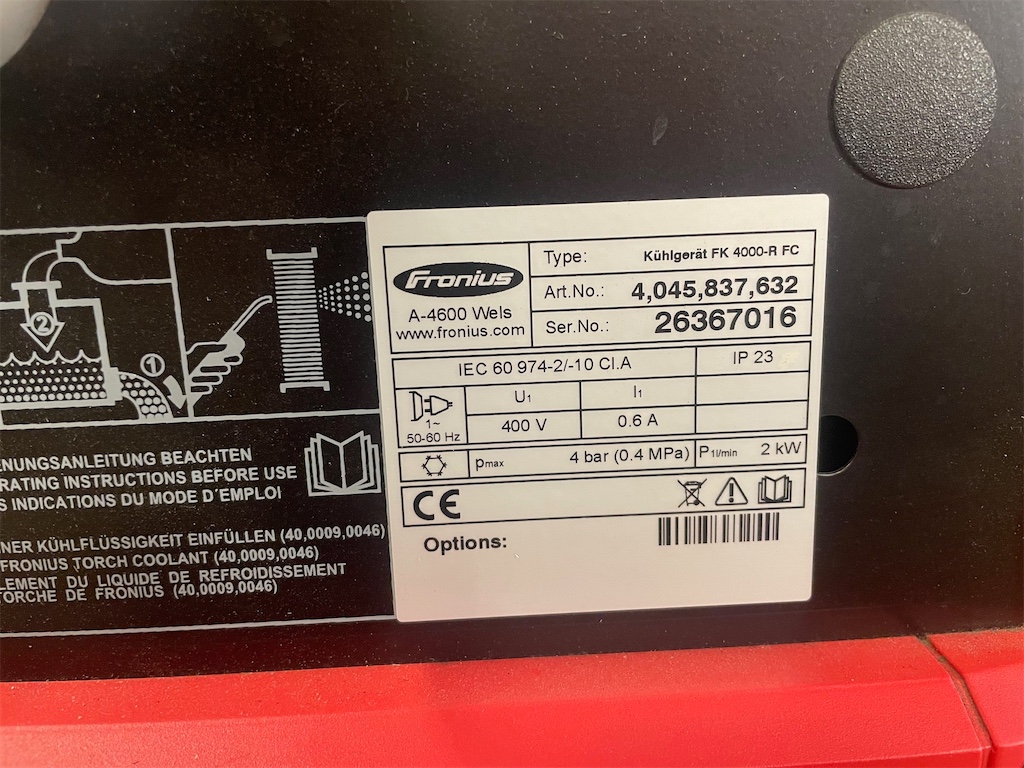 Fronius
A-4600 Wels
www.fronius.com
Type: Kühlgerät FK 4000-R FC
Art.No.: 4,045,837,632
Ser.No.: 26367016
IEC 60 974-2/-10 Cl.A IP 23
1~
50-60 Hz
U1 I1
400 V 0.6 A
pmax 4 bar (0.4 MPa) P1l/min 2 kW
CE
Options:
2
1
ENUNGSANLEITUNG BEACHTEN
RATING INSTRUCTIONS BEFORE USE
S INDICATIONS DU MODE D´EMPLOI
NER KÜHLFLÜSSIGKEIT EINFÜLLEN (40,0009,0046)
FRONIUS TORCH COOLANT (40,0009,0046)
LEMENT DU LIQUIDE DE REFROIDISSEMENT
TORCHE DE FRONIUS (40,0009,0046)